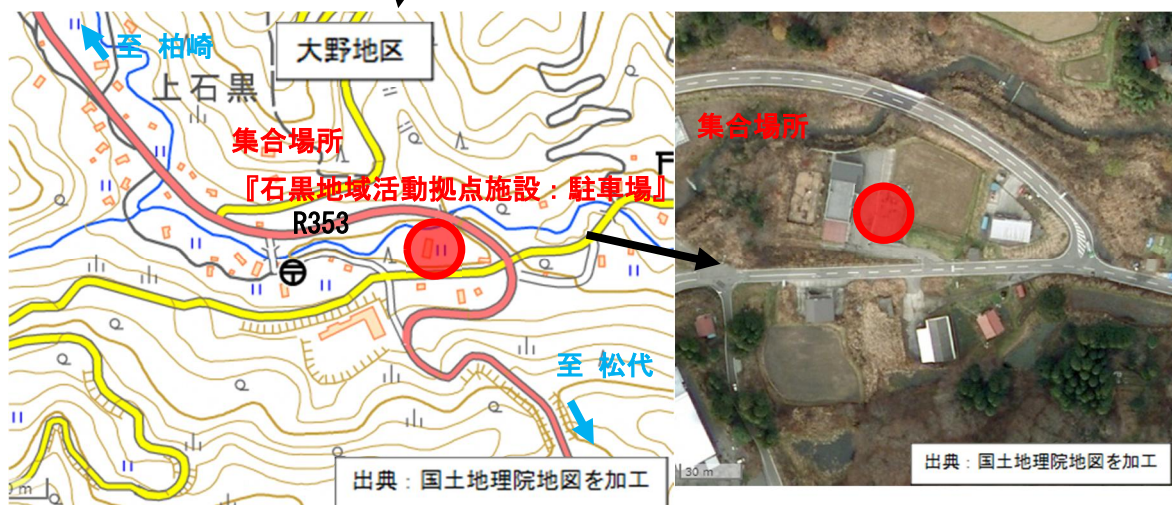 大野地区
至 柏崎
上石黒
集合場所
『石黒地域活動拠点施設：駐車場』
R353
至 松代
出典：国土地理院地図を加工
集合場所
30 m
出典：国土地理院地図を加工